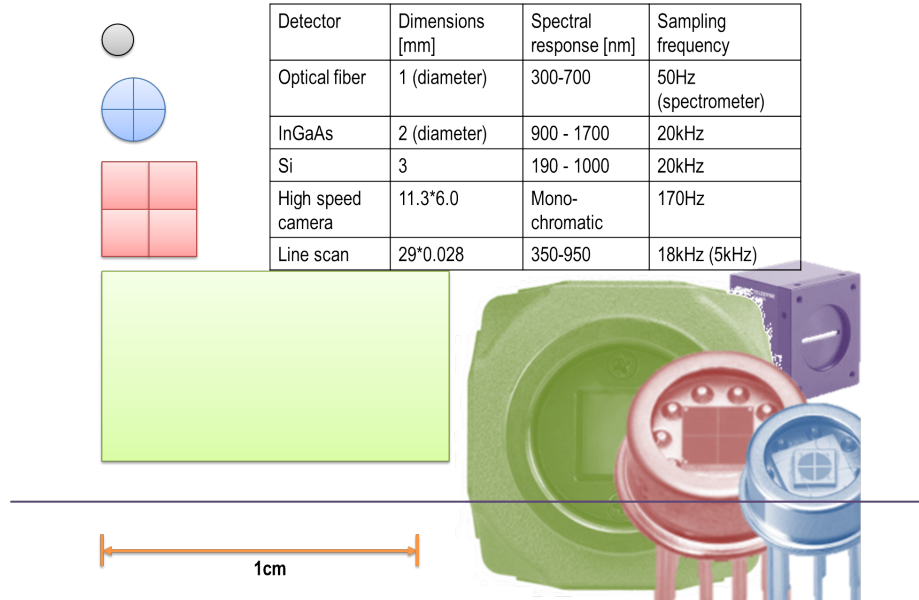 Detector Dimensions [mm] Spectral response [nm] Sampling frequency
Optical fiber 1 (diameter) 300-700 50Hz (spectrometer)
InGaAs 2 (diameter) 900 - 1700 20kHz
Si 3 190 - 1000 20kHz
High speed camera 11.3*6.0 Mono-chromatic 170Hz
Line scan 29*0.028 350-950 18kHz (5kHz)
1cm